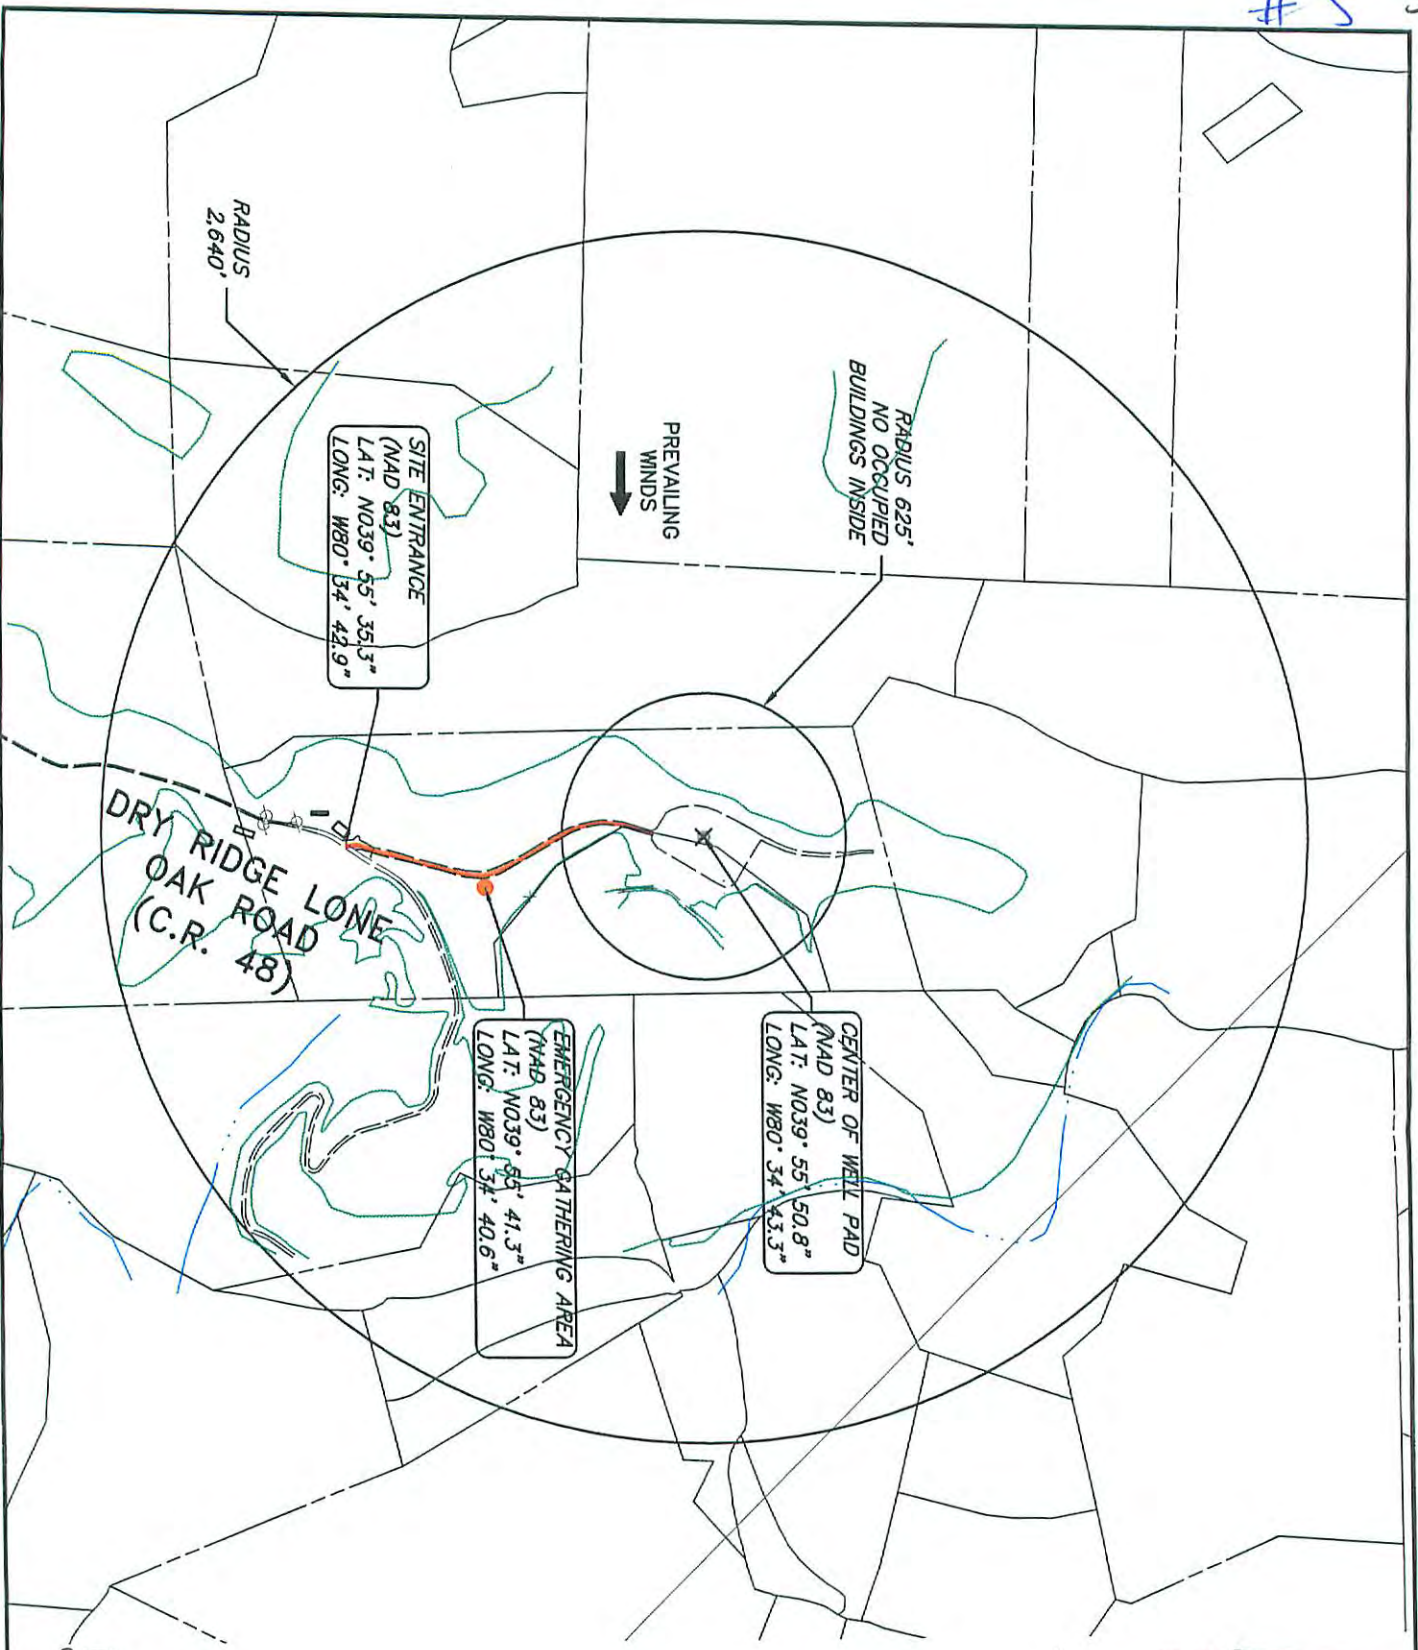 # 5
RADIUS
2,640'
RADIUS 625'
NO OCCUPIED
BUILDINGS INSIDE
PREVAILING
WINDS
SITE ENTRANCE
(NAD 83)
LAT: N039° 55' 35.3"
LONG: W80° 34' 42.9"
DRY RIDGE LONE
OAK ROAD
(C.R. 48)
CENTER OF WELL PAD
(NAD 83)
LAT: N039° 55' 50.8"
LONG: W80° 34' 43.3"
EMERGENCY GATHERING AREA
(NAD 83)
LAT: N039° 55' 41.3"
LONG: W80° 34' 40.6"